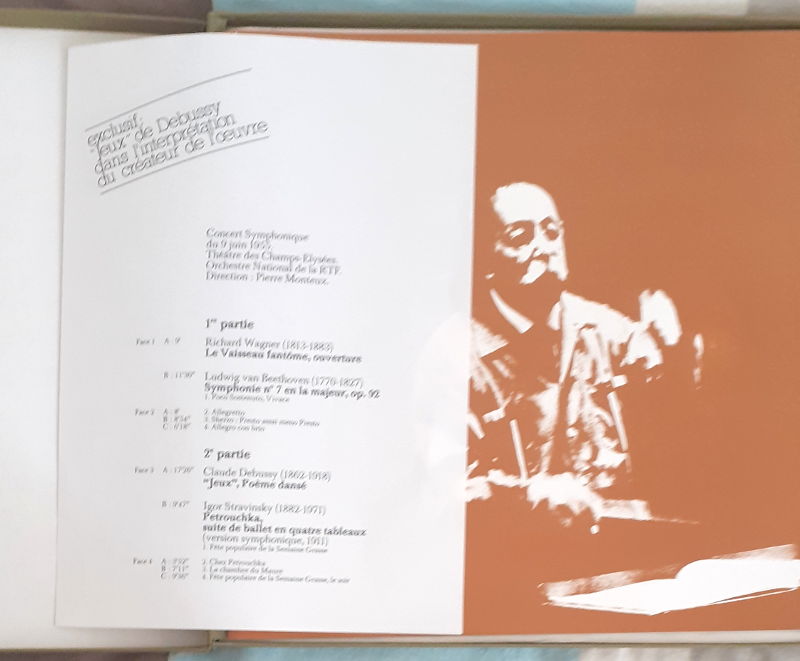 exclusif:
"Jeux" de Debussy
dans l'interprétation
du créateur de l'œuvre
Concert Symphonique
du 9 juin 1955.
Théâtre des Champs-Elysées.
Orchestre National de la RTF.
Direction : Pierre Monteux.
1re partie
Face 1 A : 9'
Richard Wagner (1813-1883)
Le Vaisseau fantôme, ouverture
B : 11'30" Ludwig van Beethoven (1770-1827)
Symphonie n° 7 en la majeur, op. 92
1. Poco Sostenuto, Vivace
Face 2 A : 8' 2. Allegretto
B : 8'34" 3. Sherzo : Presto assai meno Presto
C : 6'18" 4. Allegro con brio
2e partie
Face 3 A : 17'20" Claude Debussy (1862-1918)
"Jeux", Poème dansé
B : 9'47" Igor Stravinsky (1882-1971)
Petrouchka,
suite de ballet en quatre tableaux
(version symphonique, 1911)
1. Fête populaire de la Semaine Grasse
Face 4 A : 2. Chez Petrouchka
B : 7'11" 3. La chambre du Maure
C : 4. Fête populaire de la Semaine Grasse, le soir